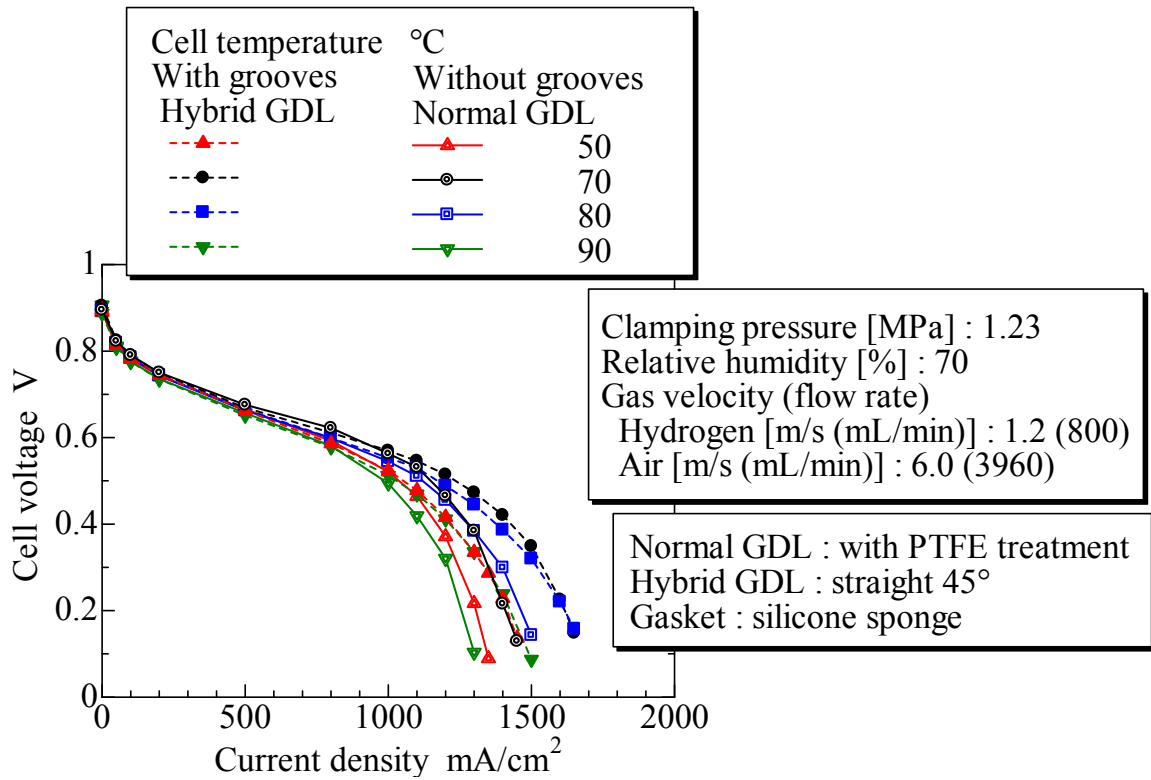 Cell temperature °C
With grooves Without grooves
Hybrid GDL Normal GDL
50
70
80
90
Clamping pressure [MPa] : 1.23
Relative humidity [%] : 70
Gas velocity (flow rate)
Hydrogen [m/s (mL/min)] : 1.2 (800)
Air [m/s (mL/min)] : 6.0 (3960)
Normal GDL : with PTFE treatment
Hybrid GDL : straight 45°
Gasket : silicone sponge
Cell voltage V
1
0.8
0.6
0.4
0.2
0
0 500 1000 1500 2000
Current density mA/cm²